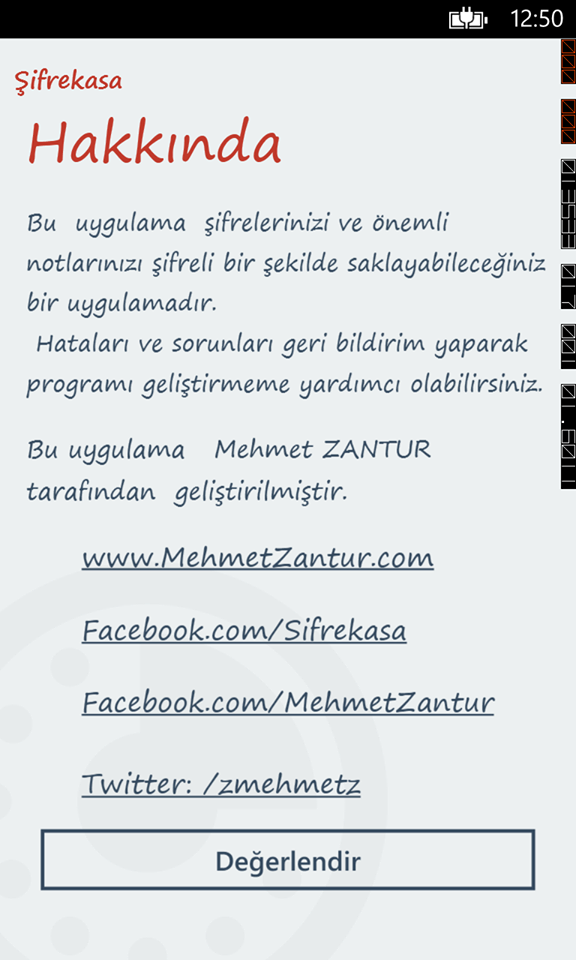 12:50
Şifrekasa
Hakkında
Bu uygulama şifrelerinizi ve önemli
notlarınızı şifreli bir şekilde saklayabileceğiniz
bir uygulamadır.
Hataları ve sorunları geri bildirim yaparak
programı geliştirmeme yardımcı olabilirsiniz.
Bu uygulama Mehmet ZANTUR
tarafından geliştirilmiştir.
www.MehmetZantur.com
Facebook.com/Sifrekasa
Facebook.com/MehmetZantur
Twitter: /zmehmetz
Değerlendir